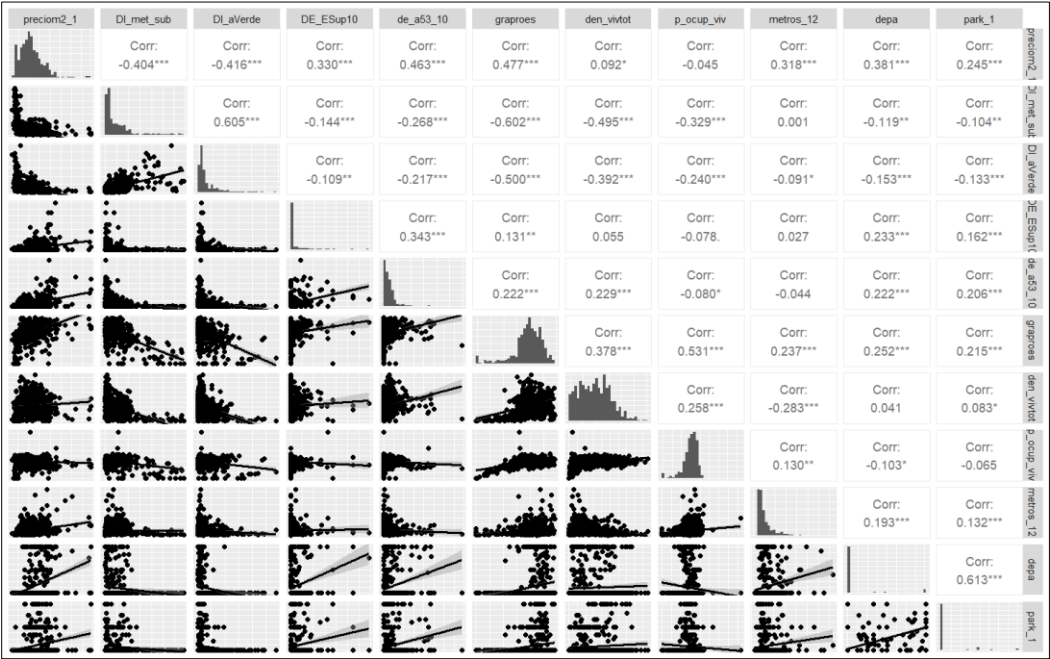 preciom2_1 DI_met_sub DI_aVerde DE_ESup10 de_a53_10 graproes den_vivtot p_ocup_viv metros_12 depa park_1
Corr: Corr: Corr: Corr: Corr: Corr: Corr: Corr: Corr: Corr:
-0.404*** -0.416*** 0.330*** 0.463*** 0.477*** 0.092* -0.045 0.318*** 0.381*** 0.245***
preciom2_1
Corr: Corr: Corr: Corr: Corr: Corr: Corr: Corr: Corr:
0.605*** -0.144*** -0.268*** -0.602*** -0.495*** -0.329*** 0.001 -0.119** -0.104**
DI_met_sub
Corr: Corr: Corr: Corr: Corr: Corr: Corr: Corr:
-0.109** -0.217*** -0.500*** -0.392*** -0.240*** -0.091* -0.153*** -0.133***
DI_aVerde
Corr: Corr: Corr: Corr: Corr: Corr: Corr:
0.343*** 0.131** 0.055 -0.078. 0.027 0.233*** 0.162***
DE_ESup10
Corr: Corr: Corr: Corr: Corr: Corr:
0.222*** 0.229*** -0.080* -0.044 0.222*** 0.206***
de_a53_10
Corr: Corr: Corr: Corr: Corr:
0.378*** 0.531*** 0.237*** 0.252*** 0.215***
graproes
Corr: Corr: Corr: Corr:
0.258*** -0.283*** 0.041 0.083*
den_vivtot
Corr: Corr: Corr:
0.130** -0.103* -0.065
p_ocup_viv
Corr: Corr:
0.193*** 0.132***
metros_12
Corr:
0.613***
depa
park_1